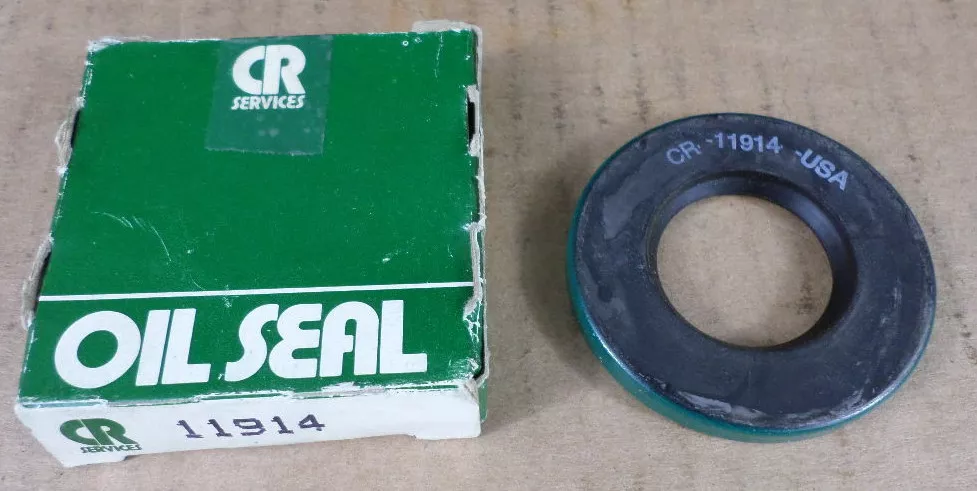 CR
SERVICES
OIL SEAL
CR
SERVICES
11914
CR -11914 -USA